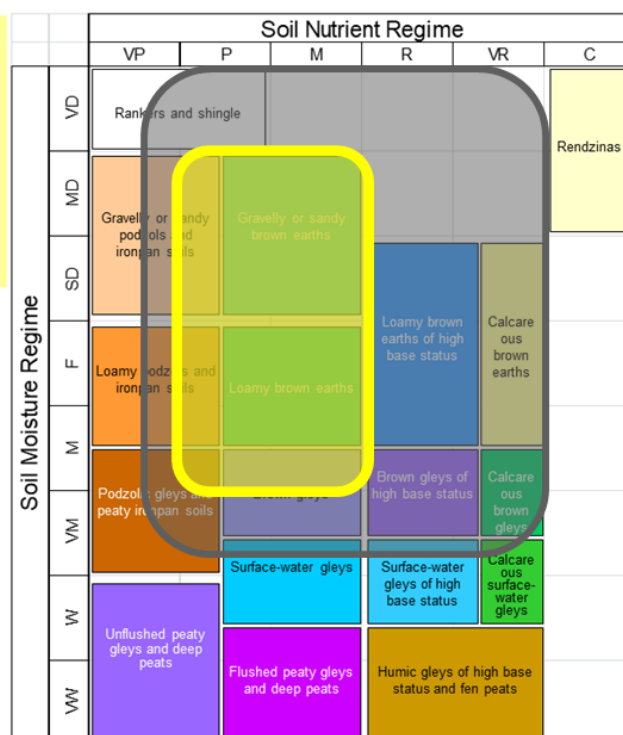 Soil Nutrient Regime
VP P M R VR C
Soil Moisture Regime
VD
MD
SD
F
M
VM
W
VW
Rankers and shingle
Rendzinas
Gravelly or sandy
podzols and
ironpan soils
Gravelly or sandy
brown earths
Loamy brown
earths of high
base status
Calcare
ous
brown
earths
Loamy podzols and
ironpan soils
Loamy brown earths
Podzolic gleys and
peaty ironpan soils
Brown gleys
Brown gleys of
high base status
Calcare
ous
brown
gleys
Surface-water gleys
Surface-water
gleys of high
base status
Calcare
ous
surface-
water
gleys
Unflushed peaty
gleys and deep
peats
Flushed peaty gleys
and deep peats
Humic gleys of high base
status and fen peats